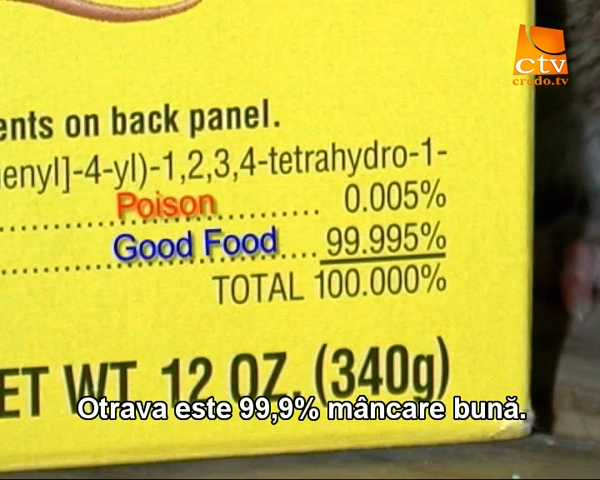 ctv
credo.tv
ents on back panel.
enyl]-4-yl)-1,2,3,4-tetrahydro-1-
Poison.......... 0.005%
Good Food.... 99.995%
TOTAL 100.000%
ET WT. 12 OZ. (340g)
Otrava este 99,9% mâncare bună.